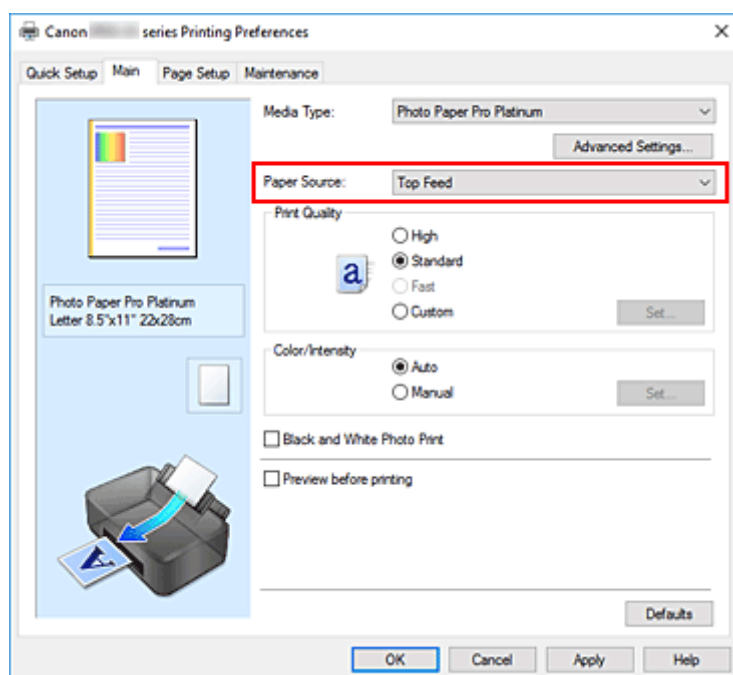 Canon series Printing Preferences
Quick Setup Main Page Setup Maintenance
Media Type: Photo Paper Pro Platinum
Advanced Settings...
Paper Source: Top Feed
Print Quality
High
a Standard
Fast
Custom Set...
Photo Paper Pro Platinum
Letter 8.5"x11" 22x28cm
Color/Intensity
Auto
Manual Set...
Black and White Photo Print
Preview before printing
A
Defaults
OK Cancel Apply Help